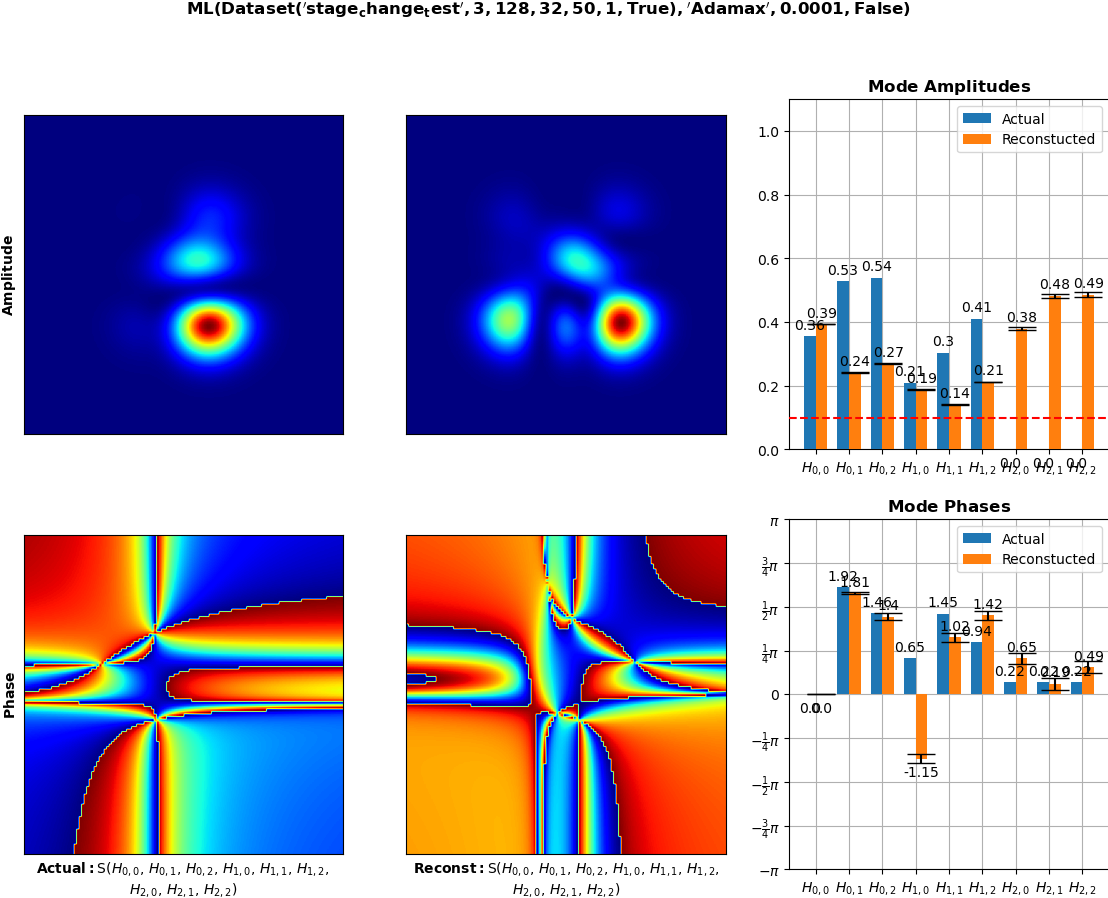 ML(Dataset('stage_change_test', 3, 128, 32, 50, 1, True), 'Adamax', 0.0001, False)
Amplitude
Mode Amplitudes
Actual
Reconstucted
1.0
0.8
0.6
0.4
0.2
0.0
0.36
0.39
0.53
0.24
0.54
0.27
0.21
0.19
0.3
0.14
0.41
0.21
0.0
0.38
0.0
0.48
0.0
0.49
H0,0 H0,1 H0,2 H1,0 H1,1 H1,2 H2,0 H2,1 H2,2
Phase
Mode Phases
Actual
Reconstucted
π
3/4π
1/2π
1/4π
0
−1/4π
−1/2π
−3/4π
−π
0.0
0.0
1.92
1.81
1.46
1.4
0.65
-1.15
1.45
1.02
0.94
1.42
0.22
0.65
0.22
0.22
0.49
H0,0 H0,1 H0,2 H1,0 H1,1 H1,2 H2,0 H2,1 H2,2
Actual: S(H0,0, H0,1, H0,2, H1,0, H1,1, H1,2,
H2,0, H2,1, H2,2)
Reconst: S(H0,0, H0,1, H0,2, H1,0, H1,1, H1,2,
H2,0, H2,1, H2,2)